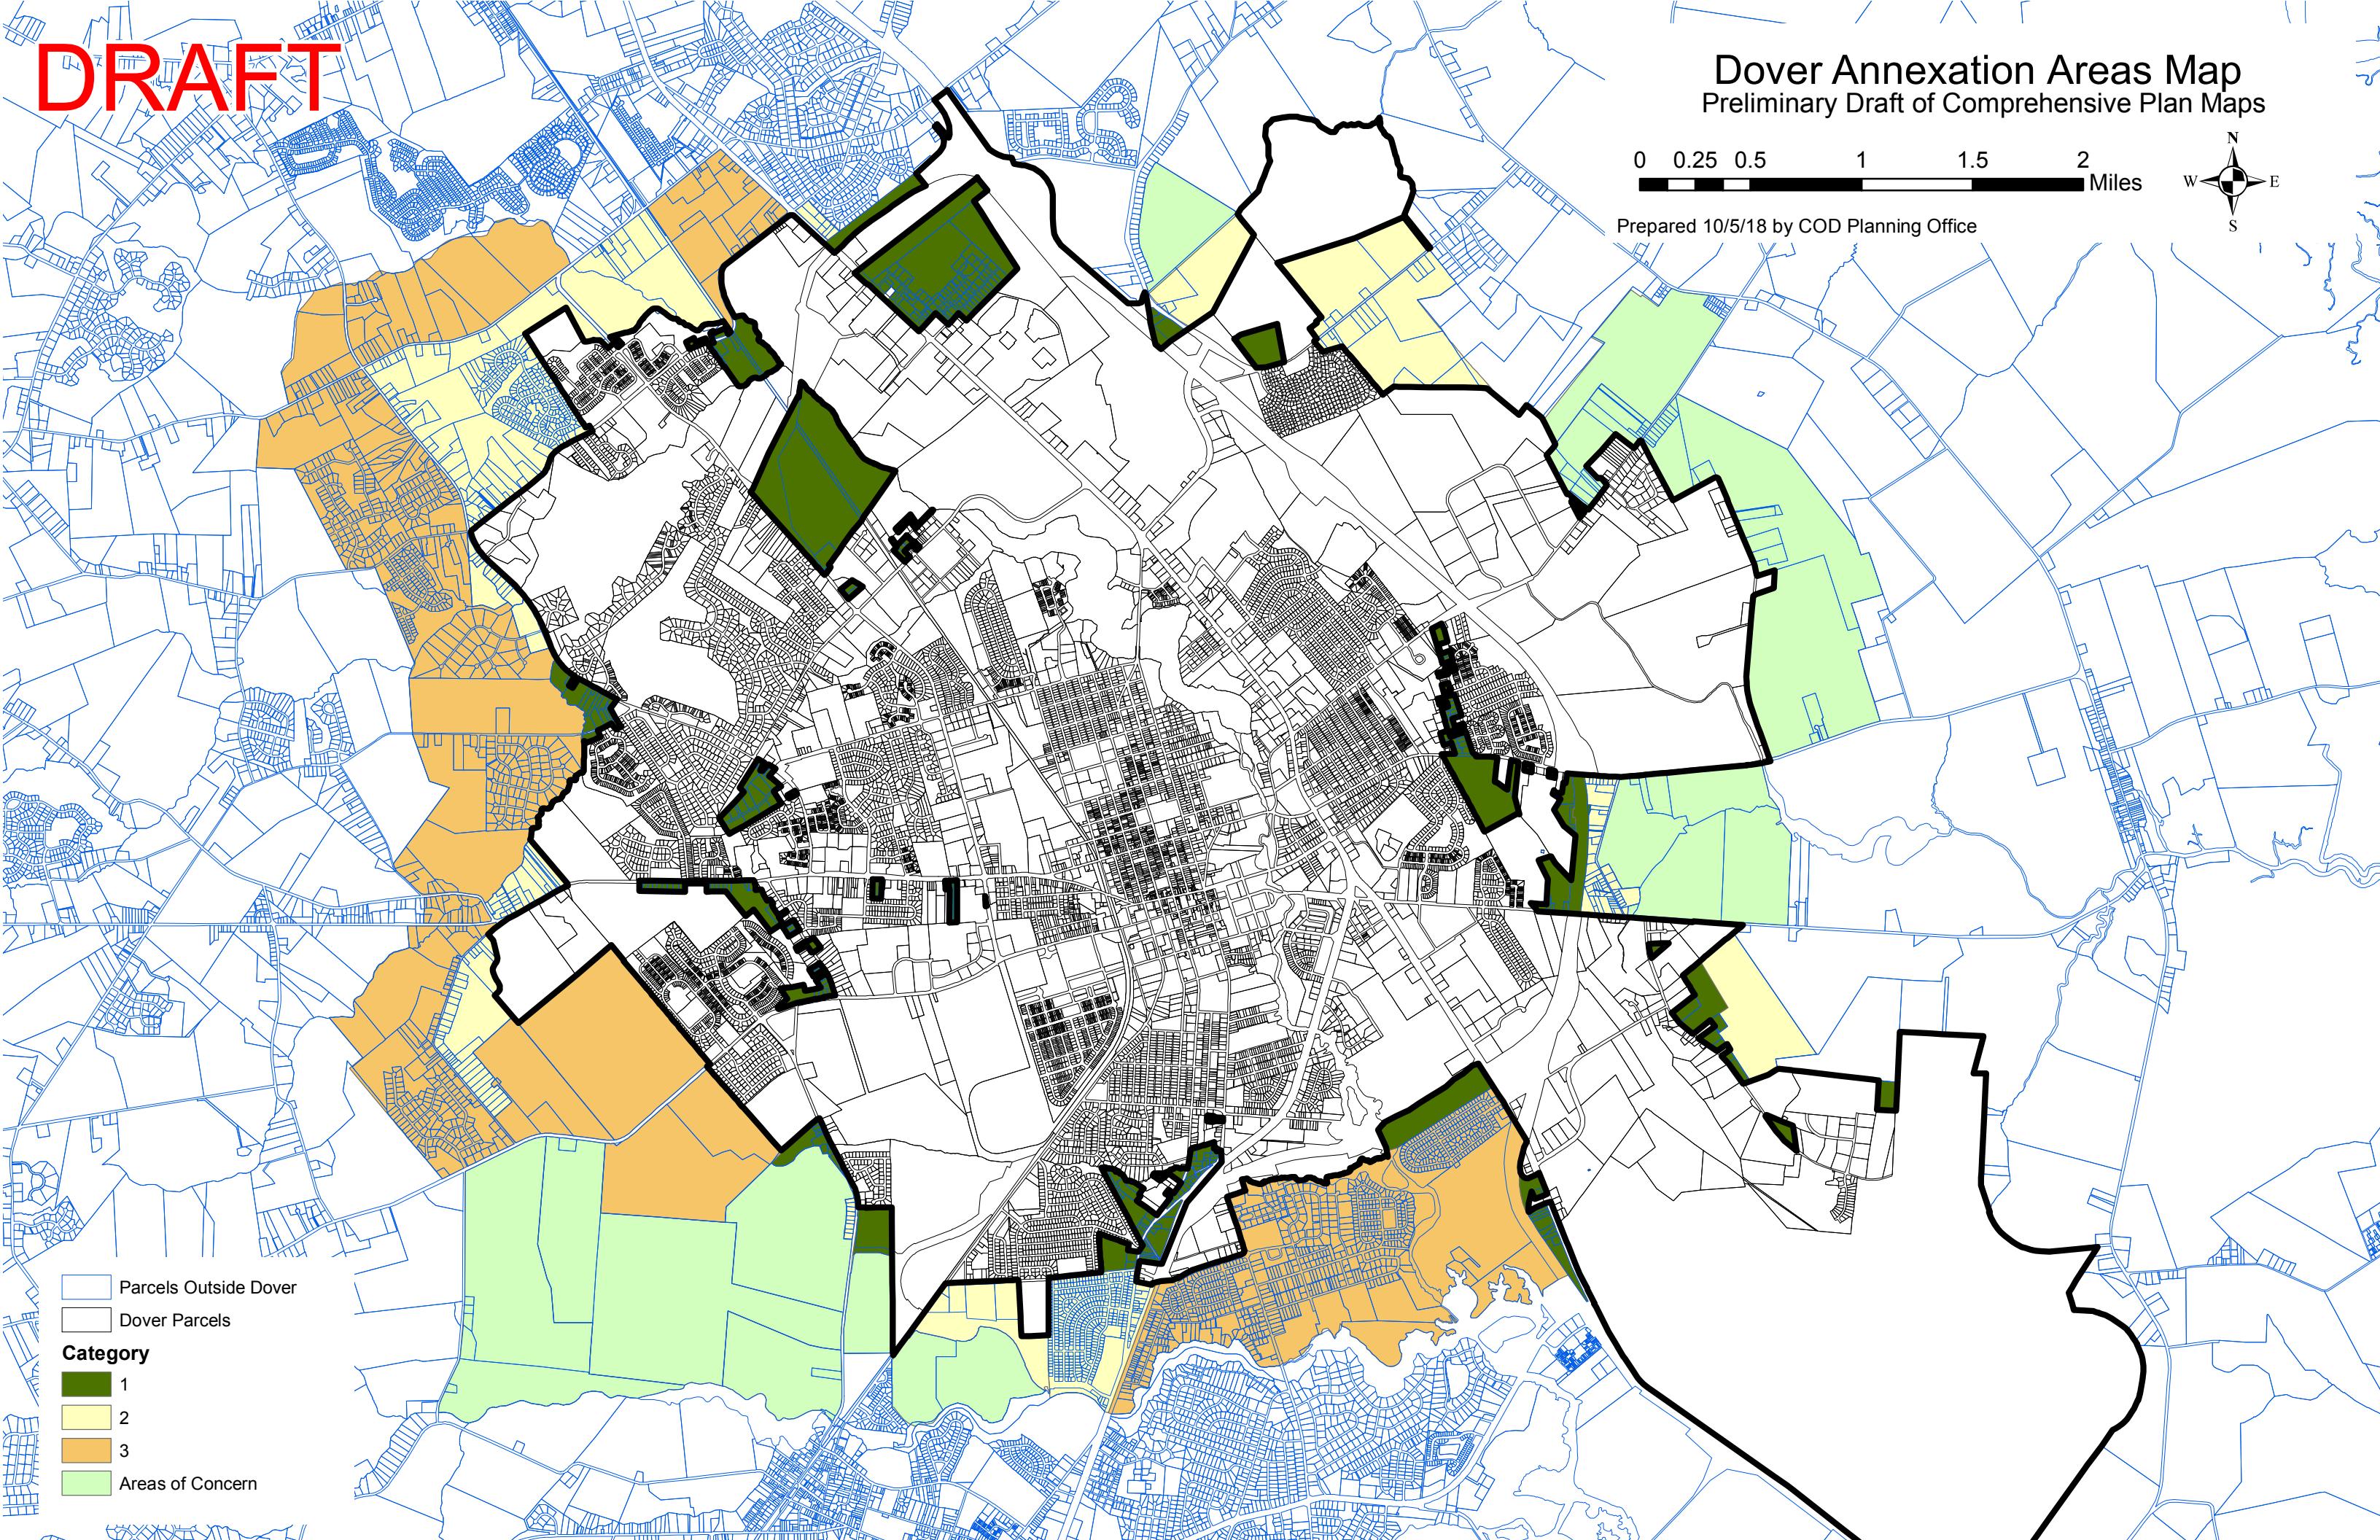 DRAFT
Dover Annexation Areas Map
Preliminary Draft of Comprehensive Plan Maps
N
W
E
S
0 0.25 0.5 1 1.5 2
Miles
Prepared 10/5/18 by COD Planning Office
Parcels Outside Dover
Dover Parcels
Category
1
2
3
Areas of Concern